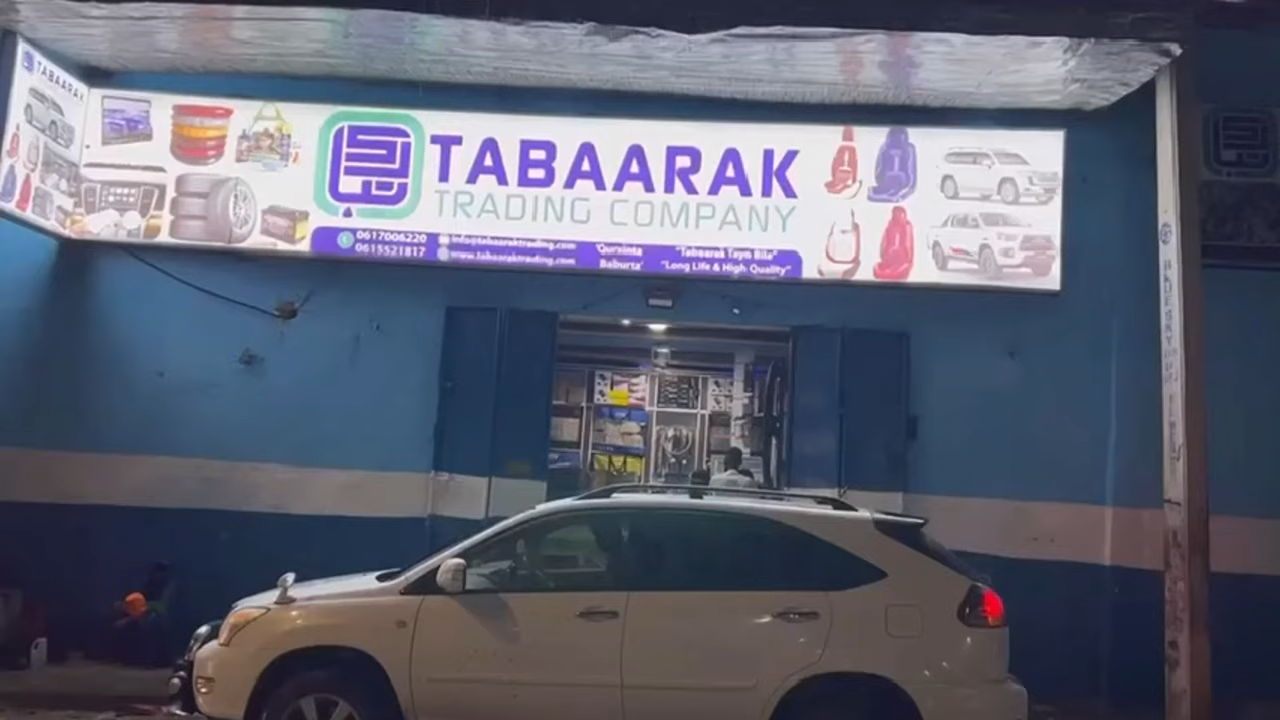 TABAARAK
TABAARAK
TRADING COMPANY
0617006220
0615521817
info@tabaaraktrading.com
www.tabaaraktrading.com
'Qurxinta
Baburta'
"Tabaarak Taym Bila"
"Long Life & High Quality"